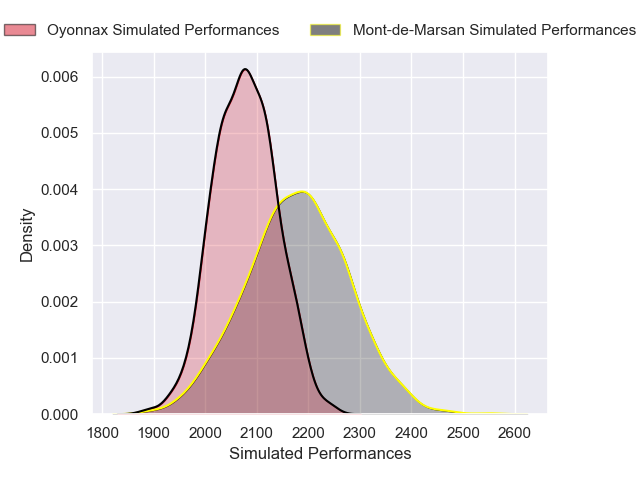 Oyonnax Simulated Performances Mont-de-Marsan Simulated Performances
0.006
0.005
0.004
0.003
0.002
0.001
0.000
Density
1800 1900 2000 2100 2200 2300 2400 2500 2600
Simulated Performances